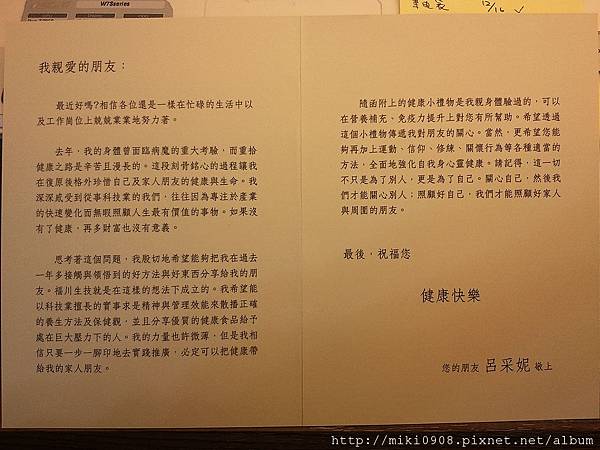 W7Sseries
12/16
我親愛的朋友：
最近好嗎?相信各位還是一樣在忙碌的生活中以
及工作崗位上兢兢業業地努力著。
去年，我的身體曾面臨病魔的重大考驗，而重拾
健康之路是辛苦且漫長的。這段刻骨銘心的過程讓我
在復原後格外珍惜自己及家人朋友的健康與生命。我
深深感受到從事科技業的我們，往往因為專注於產業
的快速變化而無暇照顧人生最有價值的事物。如果沒
有了健康，再多財富也沒有意義。
思考著這個問題，我殷切地希望能夠把我在過去
一年多接觸與領悟到的好方法與好東西分享給我的朋
友。福川生技就是在這樣的想法下成立的。我希望能
以科技業擅長的實事求是精神與管理效能來散播正確
的養生方法及保健觀，並且分享優質的健康食品給予
處在巨大壓力下的人。我的力量也許微薄，但是我相
信只要一步一腳印地去實踐推廣，必定可以把健康帶
給我的家人朋友。
隨函附上的健康小禮物是我親身體驗過的，可以
在營養補充、免疫力提升上對您有所幫助。希望透過
這個小禮物傳遞我對朋友的關心。當然，更希望您能
夠再加上運動、信仰、修練、關懷行為等各種適當的
方法，全面地強化自我身心靈健康。請記得，這一切
不只是為了別人，更是為了自己。關心自己，然後我
們才能關心別人；照顧好自己，我們才能照顧好家人
與周圍的朋友。
最後，祝福您
健康快樂
您的朋友 呂采妮 敬上
http://miki0908.pixnet.net/album